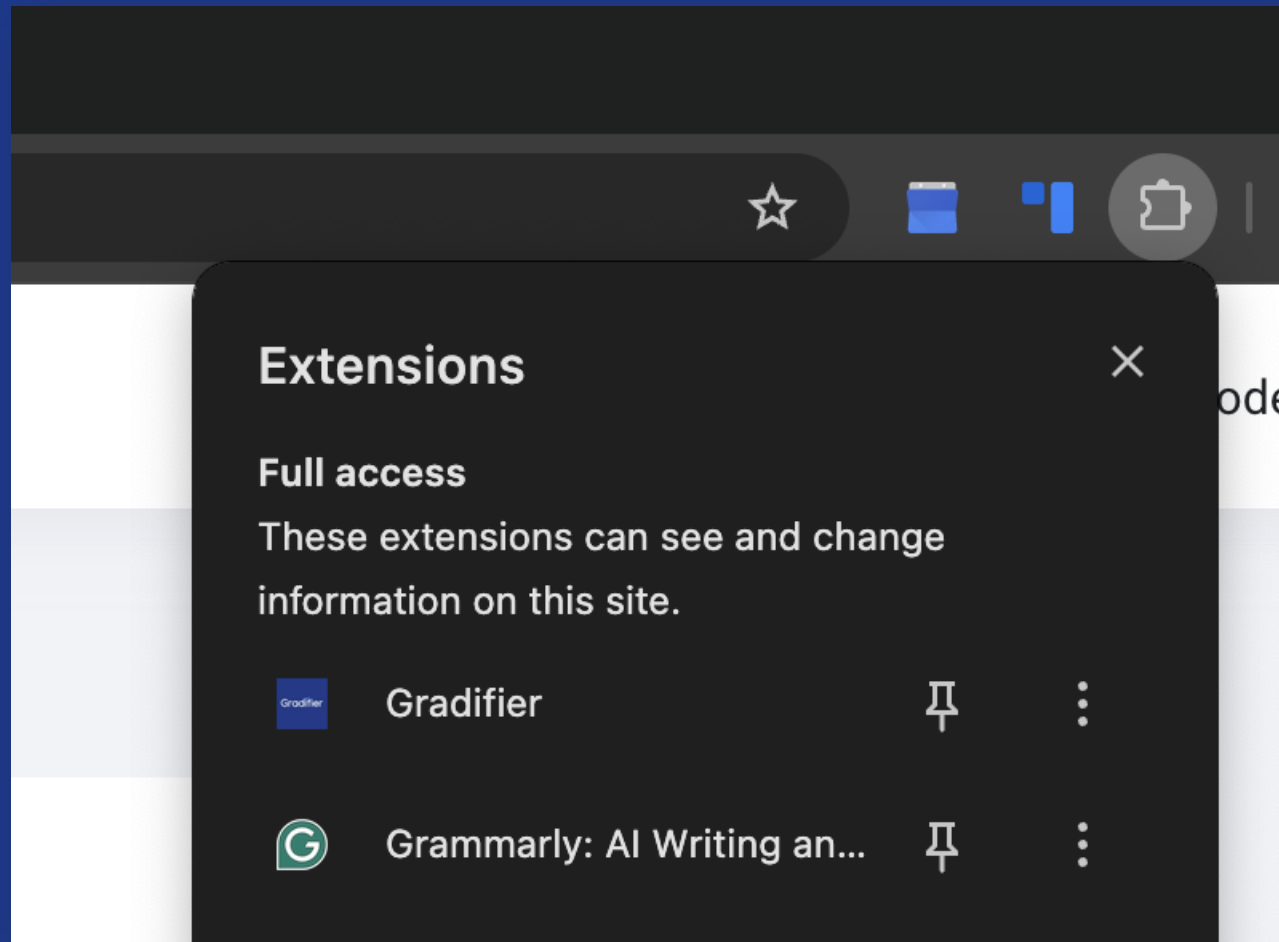 Extensions
ode
Full access
These extensions can see and change
information on this site.
Gradifier Gradifier
Grammarly: AI Writing an...